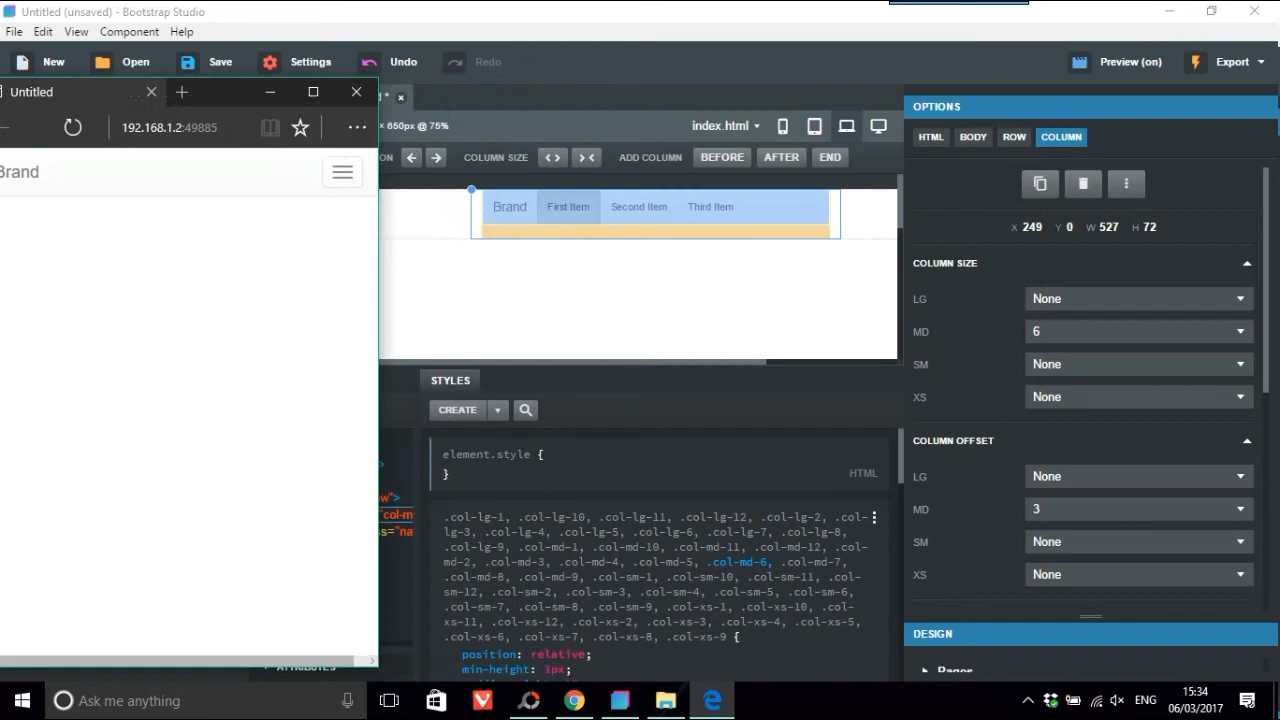 Untitled (unsaved) - Bootstrap Studio
File Edit View Component Help
New Open Save Settings Undo Redo Preview (on) Export
Untitled
192.168.1.2:49885
× 650px @ 75%
index.html
COLUMN SIZE ADD COLUMN BEFORE AFTER END
Brand
Brand First Item Second Item Third Item
OPTIONS
HTML BODY ROW COLUMN
X 249 Y 0 W 527 H 72
COLUMN SIZE
LG None
MD 6
SM None
XS None
COLUMN OFFSET
LG None
MD 3
SM None
XS None
DESIGN
Pages
STYLES
CREATE
element.style {
}
HTML
.col-lg-1, .col-lg-10, .col-lg-11, .col-lg-12, .col-lg-2, .col-
lg-3, .col-lg-4, .col-lg-5, .col-lg-6, .col-lg-7, .col-lg-8,
.col-lg-9, .col-md-1, .col-md-10, .col-md-11, .col-md-12, .col-
md-2, .col-md-3, .col-md-4, .col-md-5, .col-md-6, .col-md-7,
.col-md-8, .col-md-9, .col-sm-1, .col-sm-10, .col-sm-11, .col-
sm-12, .col-sm-2, .col-sm-3, .col-sm-4, .col-sm-5, .col-sm-6,
.col-sm-7, .col-sm-8, .col-sm-9, .col-xs-1, .col-xs-10, .col-
xs-11, .col-xs-12, .col-xs-2, .col-xs-3, .col-xs-4, .col-xs-5,
.col-xs-6, .col-xs-7, .col-xs-8, .col-xs-9 {
position: relative;
min-height: 1px;
ow">
"col-m
s="na
ATTRIBUTES
Ask me anything
ENG
15:34
06/03/2017